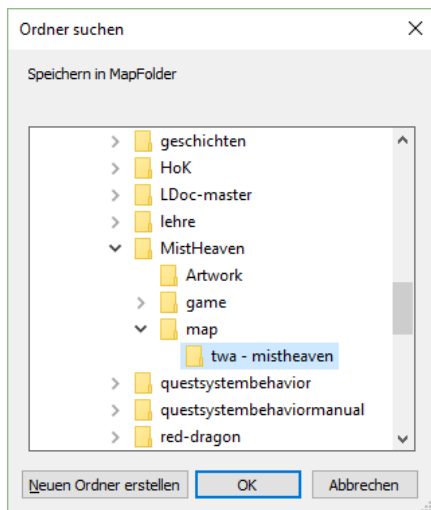 Ordner suchen
Speichern in MapFolder
geschichten
HoK
LDoc-master
lehre
MistHeaven
Artwork
game
map
twa - mistheaven
questsystembehavior
questsystembehaviormanual
red-dragon
Neuen Ordner erstellen OK Abbrechen